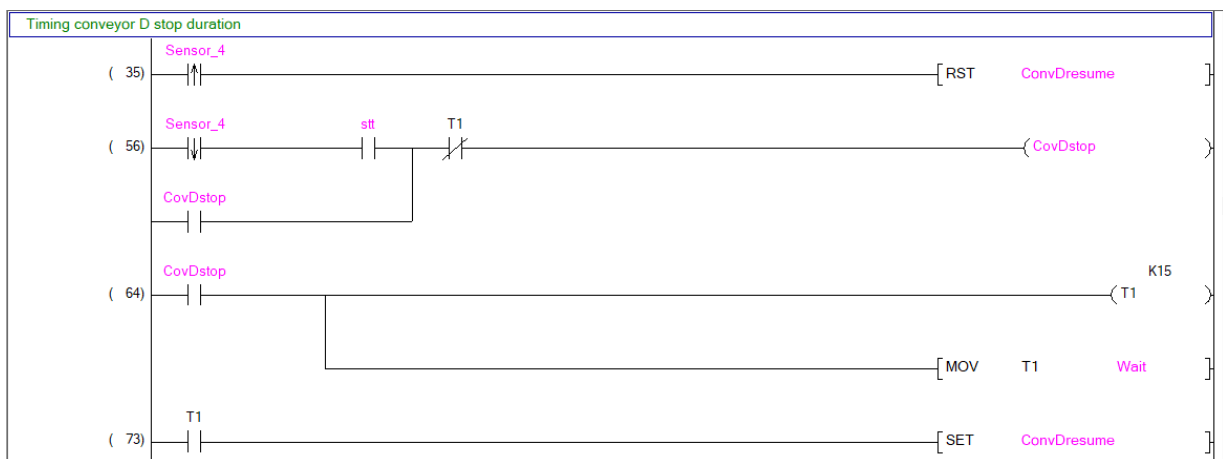 Timing conveyor D stop duration
Sensor_4
( 35) RST ConvDresume
Sensor_4 stt T1
( 56) CovDstop
CovDstop
CovDstop K15
( 64) T1
MOV T1 Wait
T1
( 73) SET ConvDresume